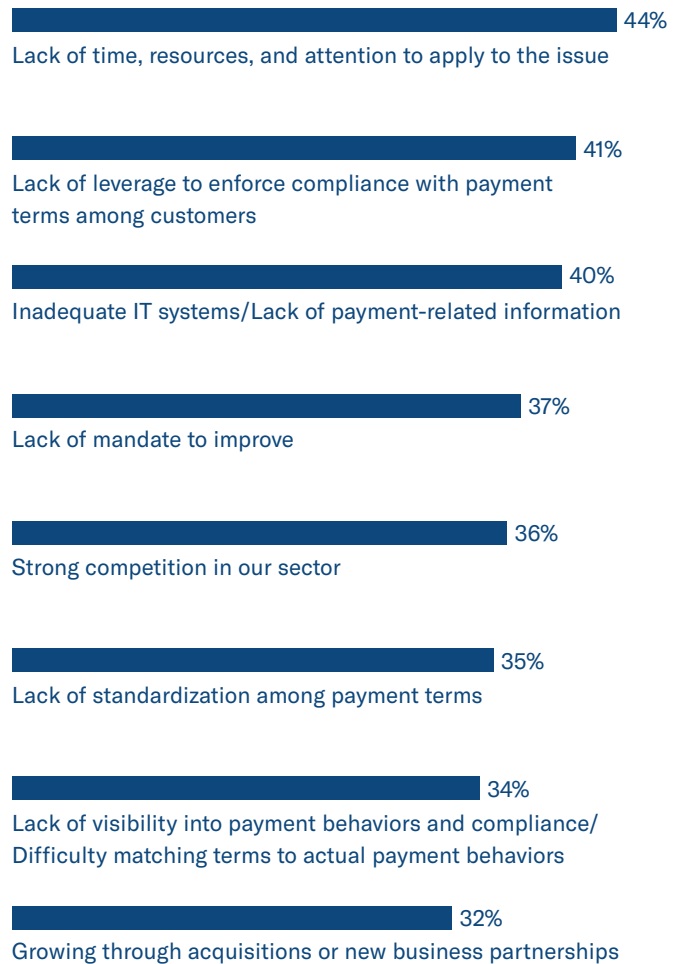 44%
Lack of time, resources, and attention to apply to the issue
41%
Lack of leverage to enforce compliance with payment
terms among customers
40%
Inadequate IT systems/Lack of payment-related information
37%
Lack of mandate to improve
36%
Strong competition in our sector
35%
Lack of standardization among payment terms
34%
Lack of visibility into payment behaviors and compliance/
Difficulty matching terms to actual payment behaviors
32%
Growing through acquisitions or new business partnerships